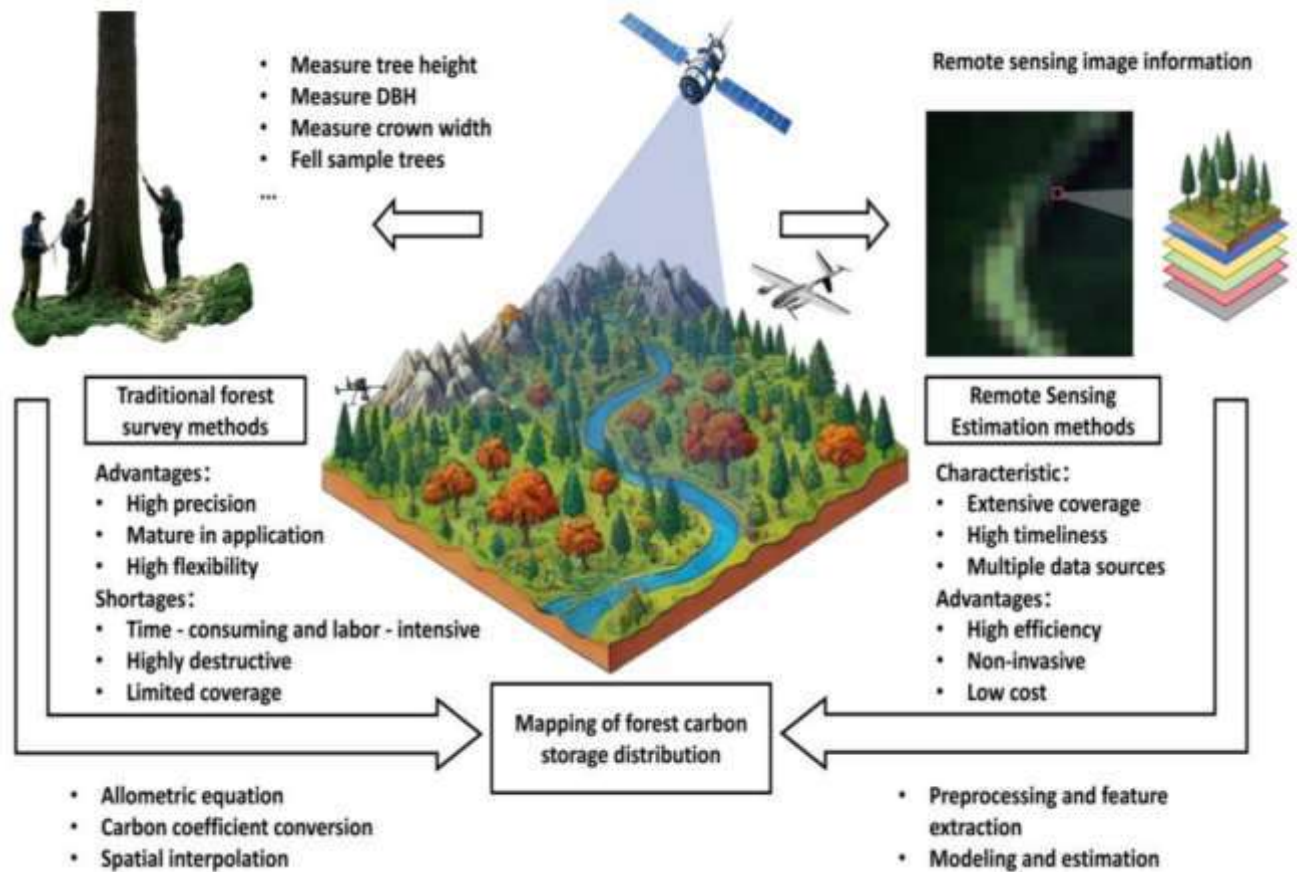 • Measure tree height
• Measure DBH
• Measure crown width
• Fell sample trees
...
Remote sensing image information
Traditional forest
survey methods
Advantages:
• High precision
• Mature in application
• High flexibility
Shortages:
• Time - consuming and labor - intensive
• Highly destructive
• Limited coverage
Remote Sensing
Estimation methods
Characteristic:
• Extensive coverage
• High timeliness
• Multiple data sources
Advantages:
• High efficiency
• Non-invasive
• Low cost
Mapping of forest carbon
storage distribution
• Allometric equation
• Carbon coefficient conversion
• Spatial interpolation
• Preprocessing and feature
extraction
• Modeling and estimation